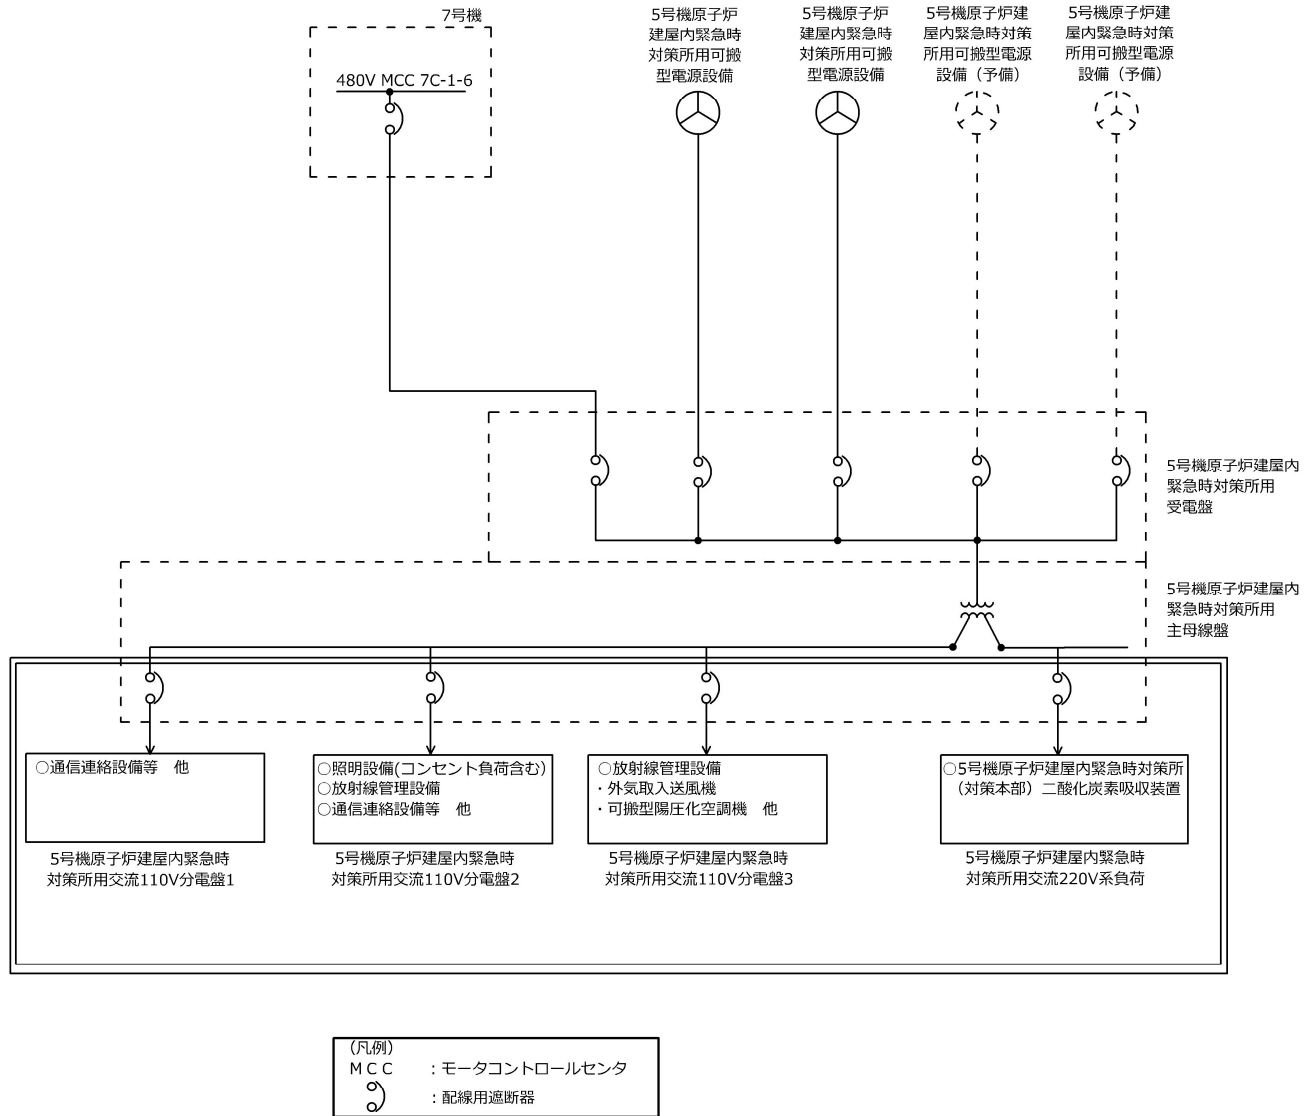 7号機
480V MCC 7C-1-6
5号機原子炉
建屋内緊急時
対策所用可搬
型電源設備
5号機原子炉
建屋内緊急時
対策所用可搬
型電源設備
5号機原子炉建
屋内緊急時対策
所用可搬型電源
設備（予備）
5号機原子炉建
屋内緊急時対策
所用可搬型電源
設備（予備）
5号機原子炉建屋内
緊急時対策所用
受電盤
5号機原子炉建屋内
緊急時対策所用
主母線盤
○通信連絡設備等　他
5号機原子炉建屋内緊急時
対策所用交流110V分電盤1
○照明設備(コンセント負荷含む)
○放射線管理設備
○通信連絡設備等　他
5号機原子炉建屋内緊急時
対策所用交流110V分電盤2
○放射線管理設備
・外気取入送風機
・可搬型陽圧化空調機　他
5号機原子炉建屋内緊急時
対策所用交流110V分電盤3
○5号機原子炉建屋内緊急時対策所
（対策本部）二酸化炭素吸収装置
5号機原子炉建屋内緊急時
対策所用交流220V系負荷
(凡例)
MCC　：モータコントロールセンタ
：配線用遮断器